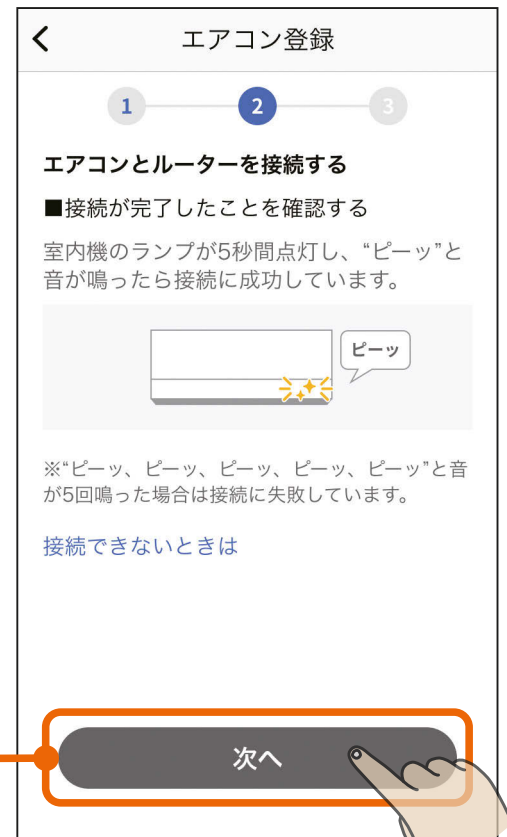 エアコン登録
1 2 3
エアコンとルーターを接続する
■接続が完了したことを確認する
室内機のランプが5秒間点灯し、“ピーッ”と
音が鳴ったら接続に成功しています。
ピーッ
※“ピーッ、ピーッ、ピーッ、ピーッ、ピーッ”と音
が5回鳴った場合は接続に失敗しています。
接続できないときは
次へ